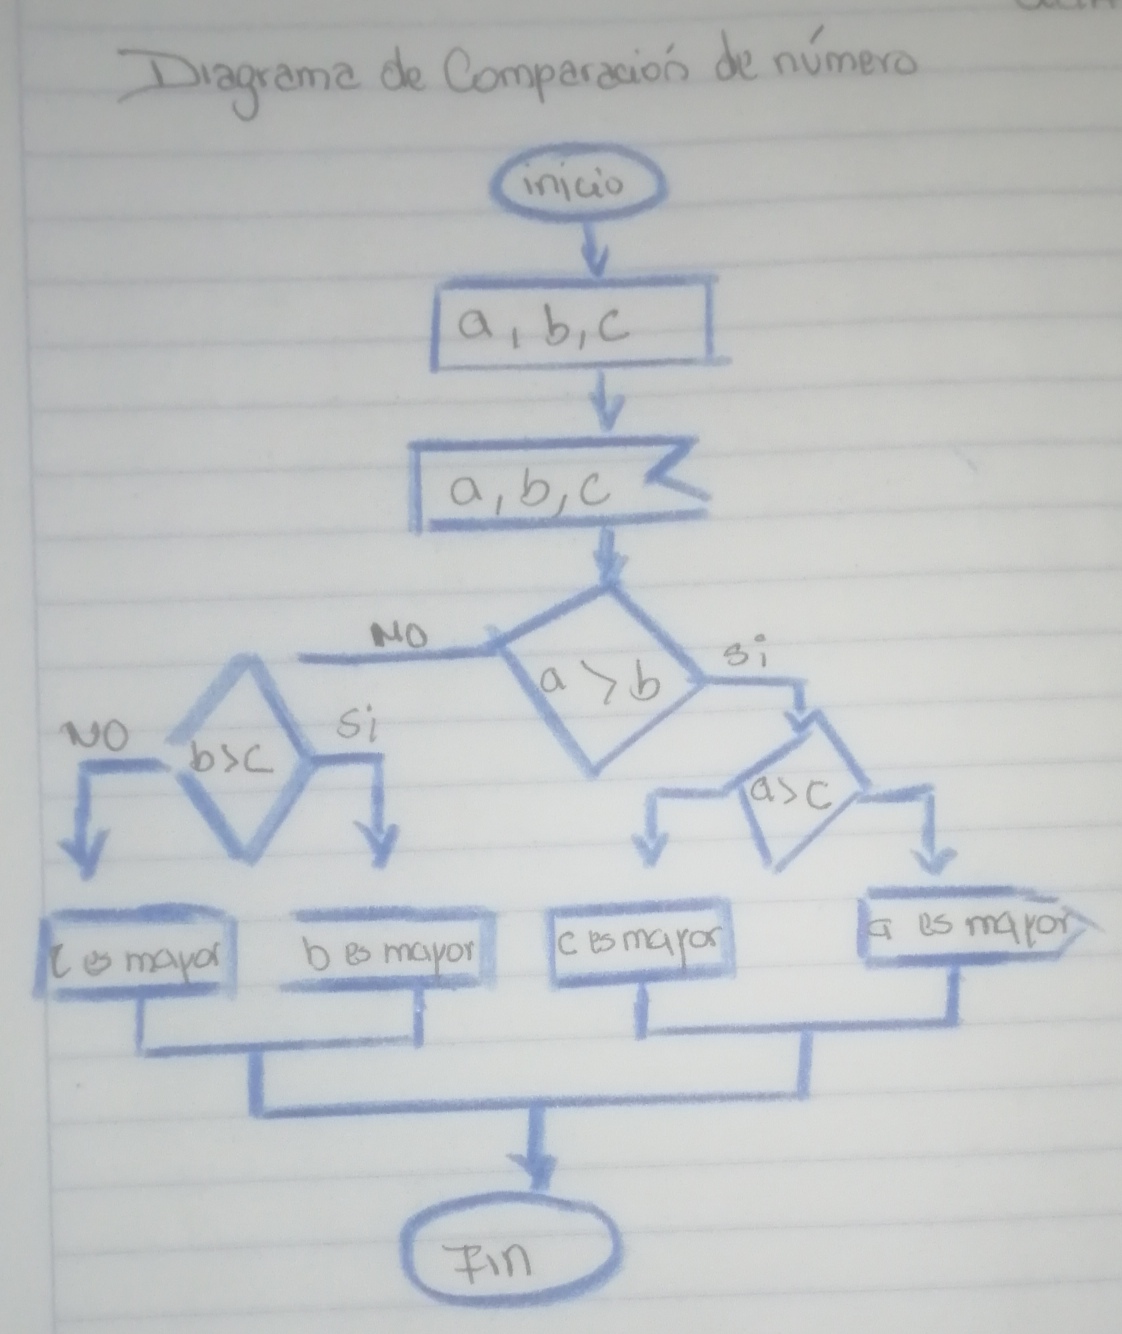 Diagrama de Comparación de número
inicio
a, b, c
a, b, c
NO
si
a > b
NO
Si
b>c
a>c
c es mayor
b es mayor
c es mayor
a es mayor
Fin